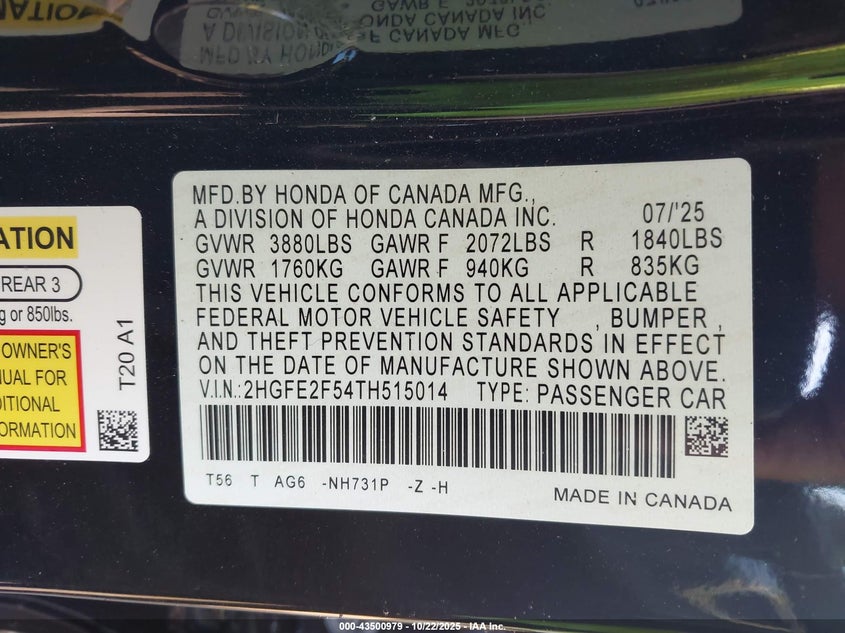 MFD.BY HONDA OF CANADA MFG.,
A DIVISION OF HONDA CANADA INC. 07/'25
GVWR 3880LBS GAWR F 2072LBS R 1840LBS
GVWR 1760KG GAWR F 940KG R 835KG
THIS VEHICLE CONFORMS TO ALL APPLICABLE
FEDERAL MOTOR VEHICLE SAFETY , BUMPER ,
AND THEFT PREVENTION STANDARDS IN EFFECT
ON THE DATE OF MANUFACTURE SHOWN ABOVE.
V.I.N.: 2HGFE2F54TH515014 TYPE: PASSENGER CAR
T56 T AG6 -NH731P -Z -H
MADE IN CANADA
ATION
REAR 3
g or 850lbs.
OWNER'S
NUAL FOR
DITIONAL
FORMATION
T20 A1
000-43500979 - 10/22/2025 - IAA Inc.